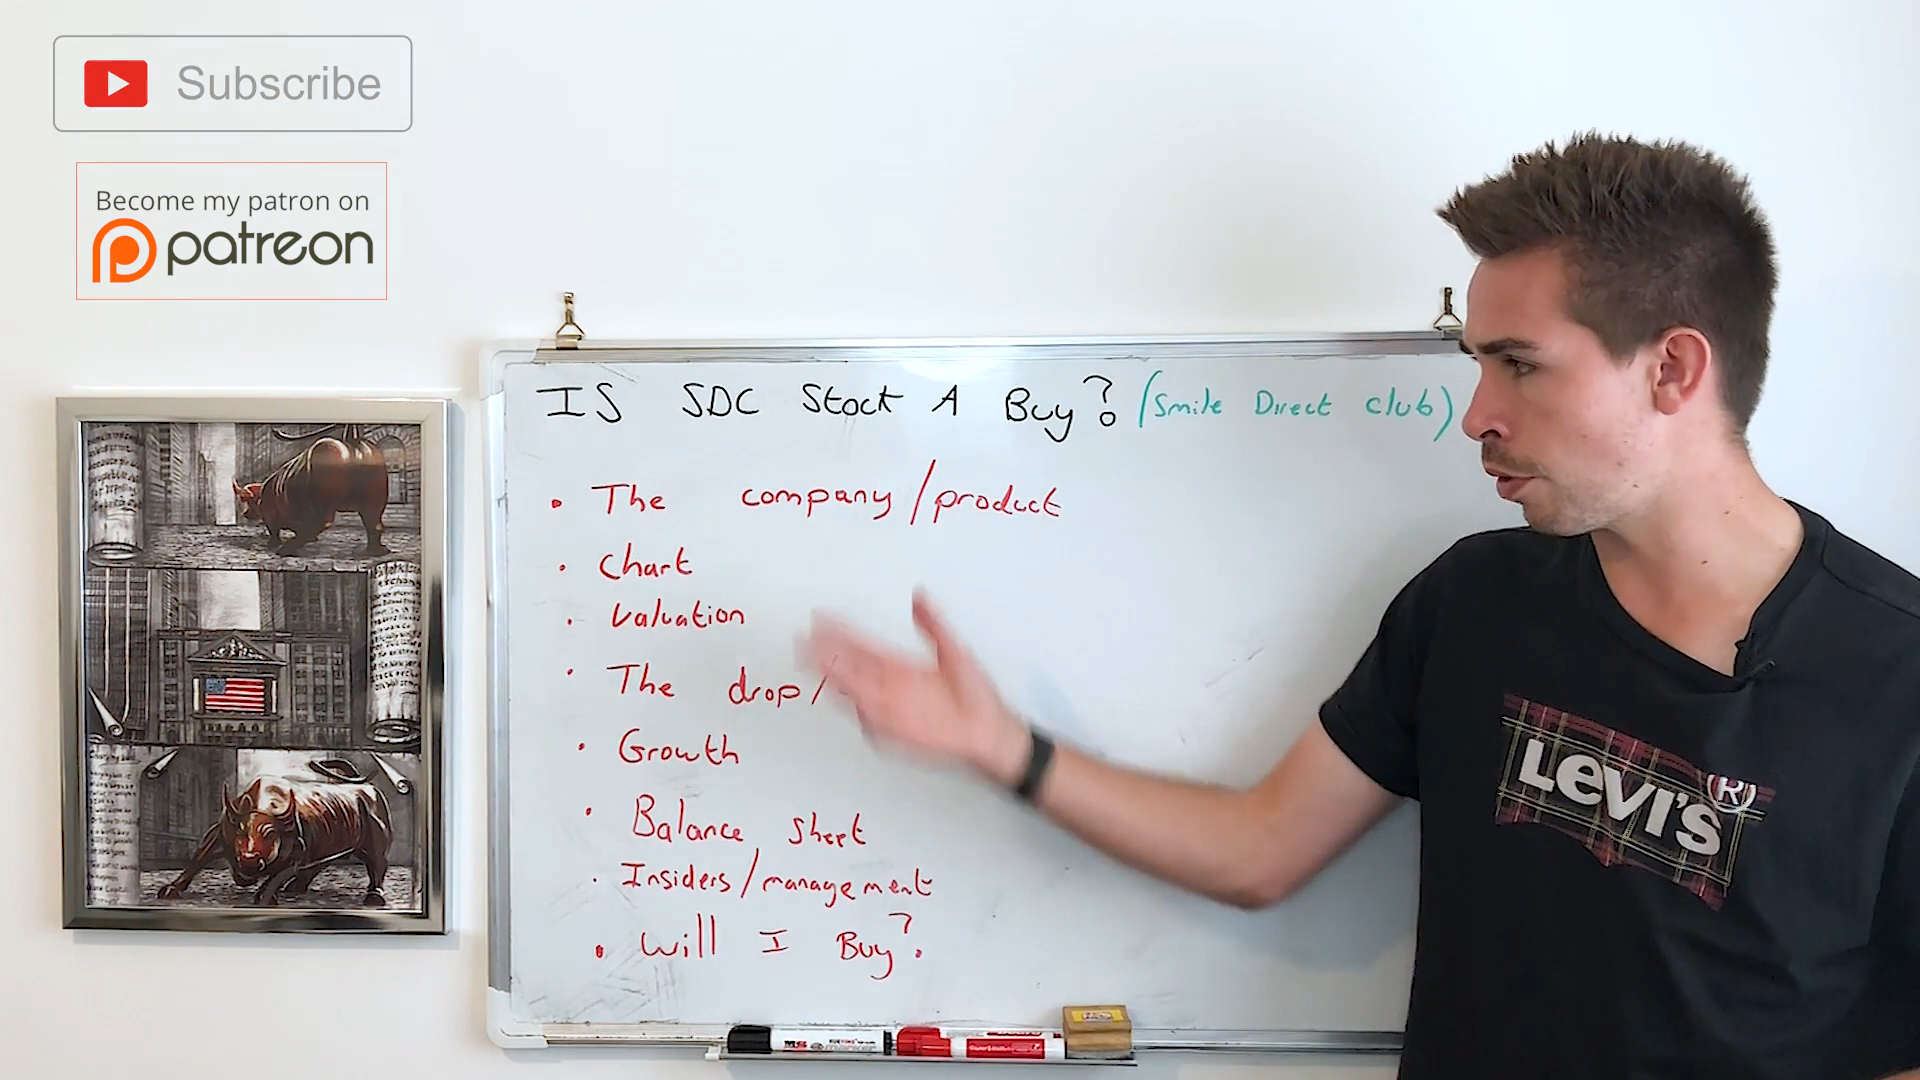 Subscribe
Become my patron on
patreon
IS SDC Stock A Buy? (Smile Direct club)
• The company/product
• Chart
• Valuation
• The drop/
• Growth
• Balance sheet
• Insiders/management
• Will I Buy?
LEVI'S ®